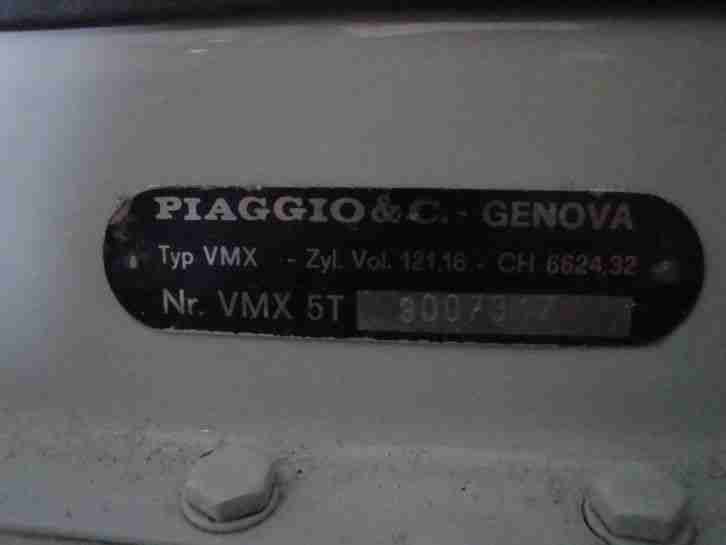 PIAGGIO & C. - GENOVA
Typ VMX - Zyl. Vol. 121,16 - CH 6624,32
Nr. VMX 5T